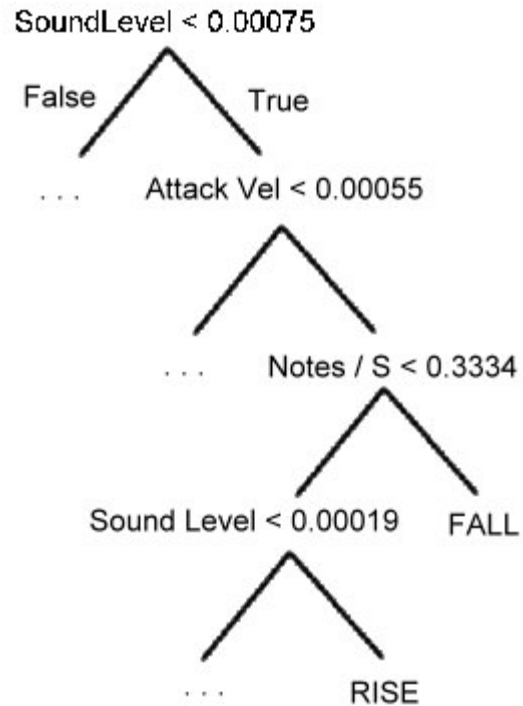 SoundLevel < 0.00075
False
True
. . .
Attack Vel < 0.00055
. . .
Notes / S < 0.3334
Sound Level < 0.00019
FALL
. . .
RISE